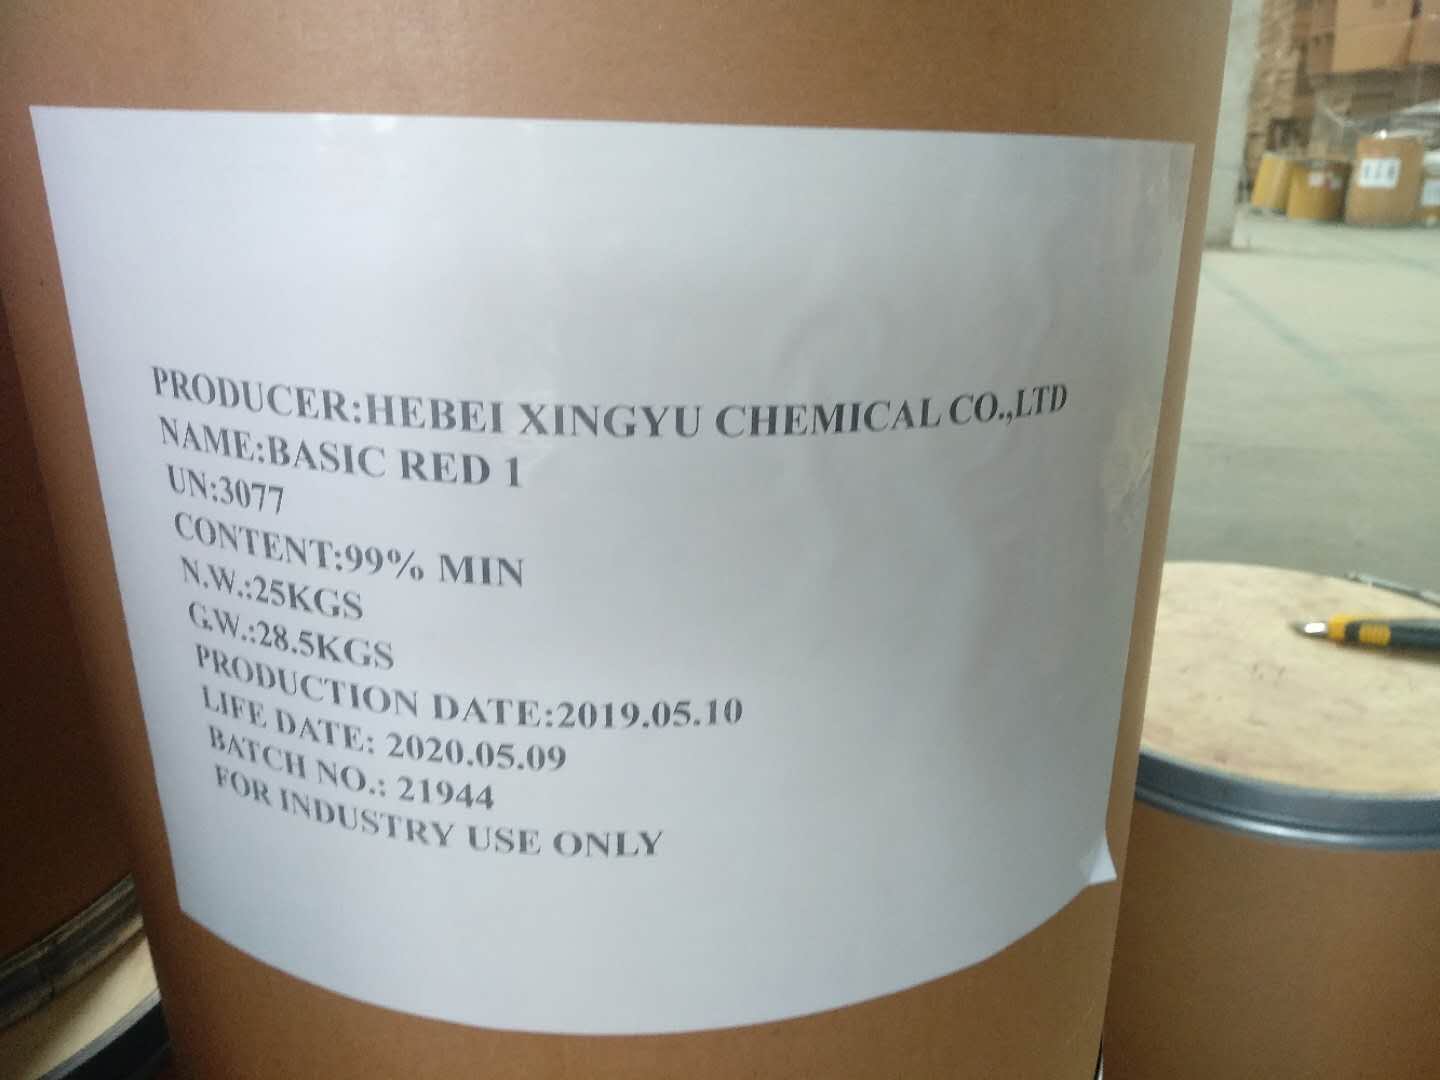 PRODUCER:HEBEI XINGYU CHEMICAL CO.,LTD
NAME:BASIC RED 1
UN:3077
CONTENT:99% MIN
N.W.:25KGS
G.W.:28.5KGS
PRODUCTION DATE:2019.05.10
LIFE DATE: 2020.05.09
BATCH NO.: 21944
FOR INDUSTRY USE ONLY